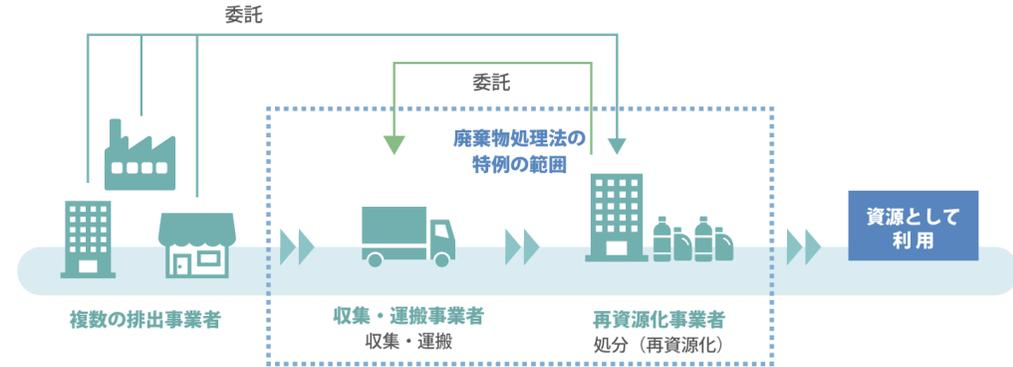 委託
委託
廃棄物処理法の
特例の範囲
資源として
利用
複数の排出事業者
収集・運搬事業者
収集・運搬
再資源化事業者
処分（再資源化）